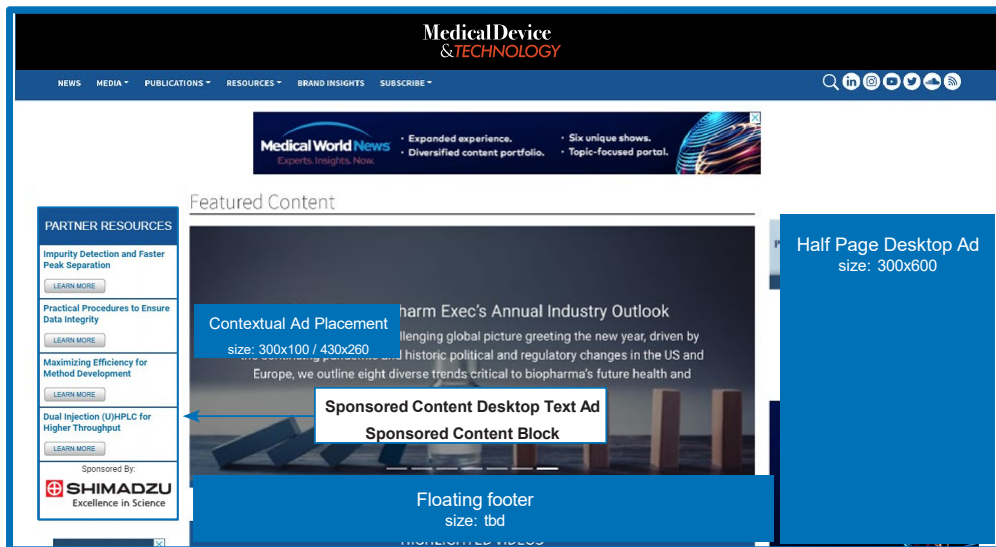 MedicalDevice
&TECHNOLOGY
NEWS MEDIA PUBLICATIONS RESOURCES BRAND INSIGHTS SUBSCRIBE
Medical World News
Experts. Insights. Now.
· Expanded experience.
· Diversified content portfolio.
· Six unique shows.
· Topic-focused portal.
Featured Content
PARTNER RESOURCES
Impurity Detection and Faster
Peak Separation
LEARN MORE
Practical Procedures to Ensure
Data Integrity
LEARN MORE
Maximizing Efficiency for
Method Development
LEARN MORE
Dual Injection (U)HPLC for
Higher Throughput
LEARN MORE
Sponsored By:
SHIMADZU
Excellence in Science
harm Exec's Annual Industry Outlook
llenging global picture greeting the new year, driven by
historic political and regulatory changes in the US and
Europe, we outline eight diverse trends critical to biopharma's future health and
Contextual Ad Placement
size: 300x100 / 430x260
Sponsored Content Desktop Text Ad
Sponsored Content Block
Floating footer
size: tbd
HIGHLIGHTED VIDEOS
Half Page Desktop Ad
size: 300x600